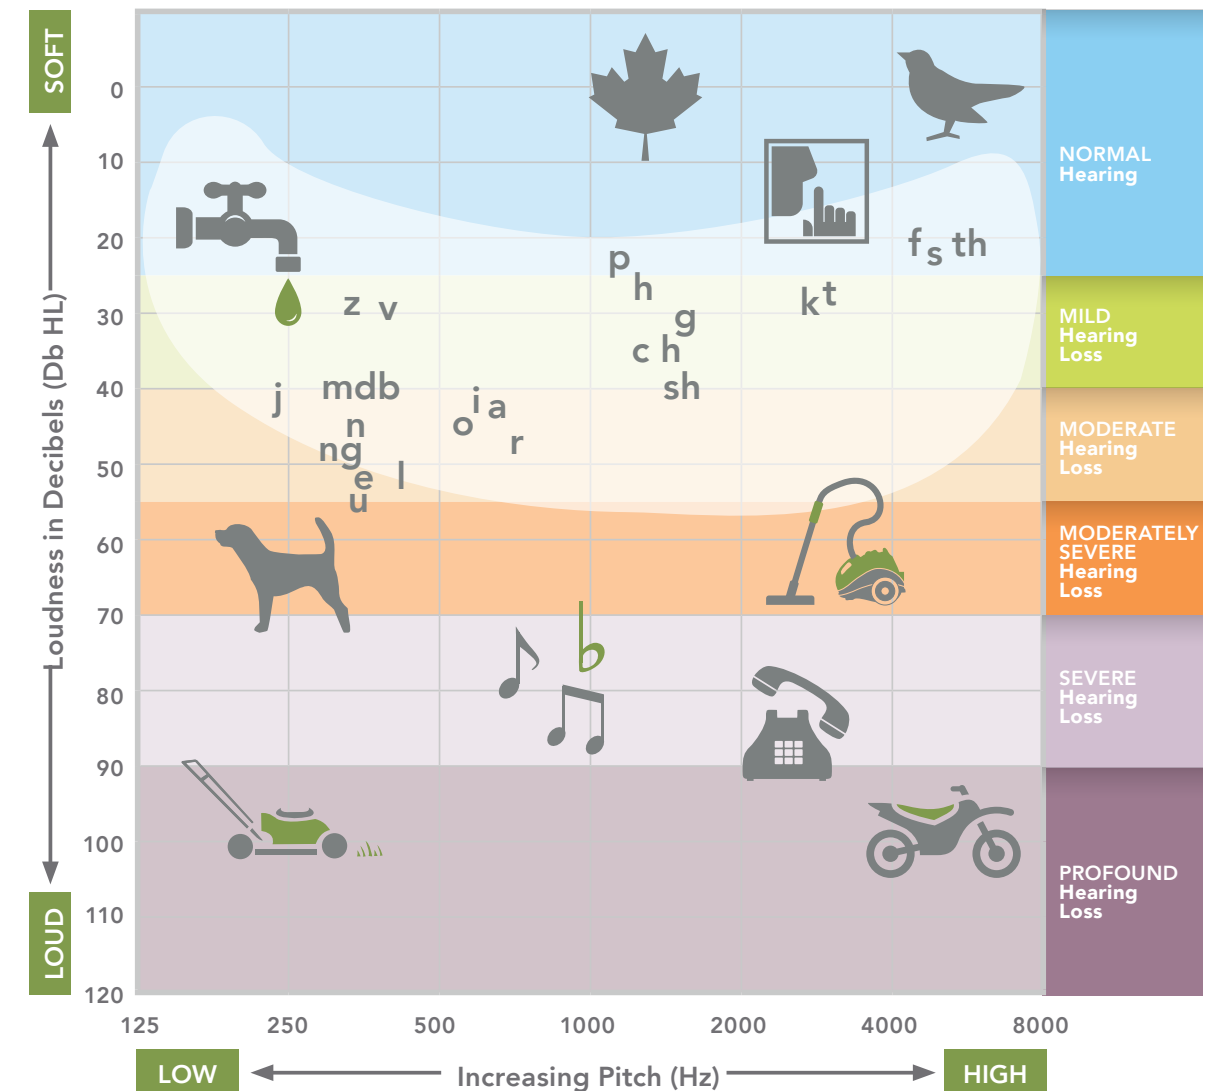 SOFT
Loudness in Decibels (Db HL)
LOUD
0
10
20
30
40
50
60
70
80
90
100
110
120
p
h
g
c h
sh
f s th
k t
z v
j
mdb
n
ng
e l
u
i
o a
r
NORMAL
Hearing
MILD
Hearing
Loss
MODERATE
Hearing
Loss
MODERATELY
SEVERE
Hearing
Loss
SEVERE
Hearing
Loss
PROFOUND
Hearing
Loss
125 250 500 1000 2000 4000 8000
LOW Increasing Pitch (Hz) HIGH